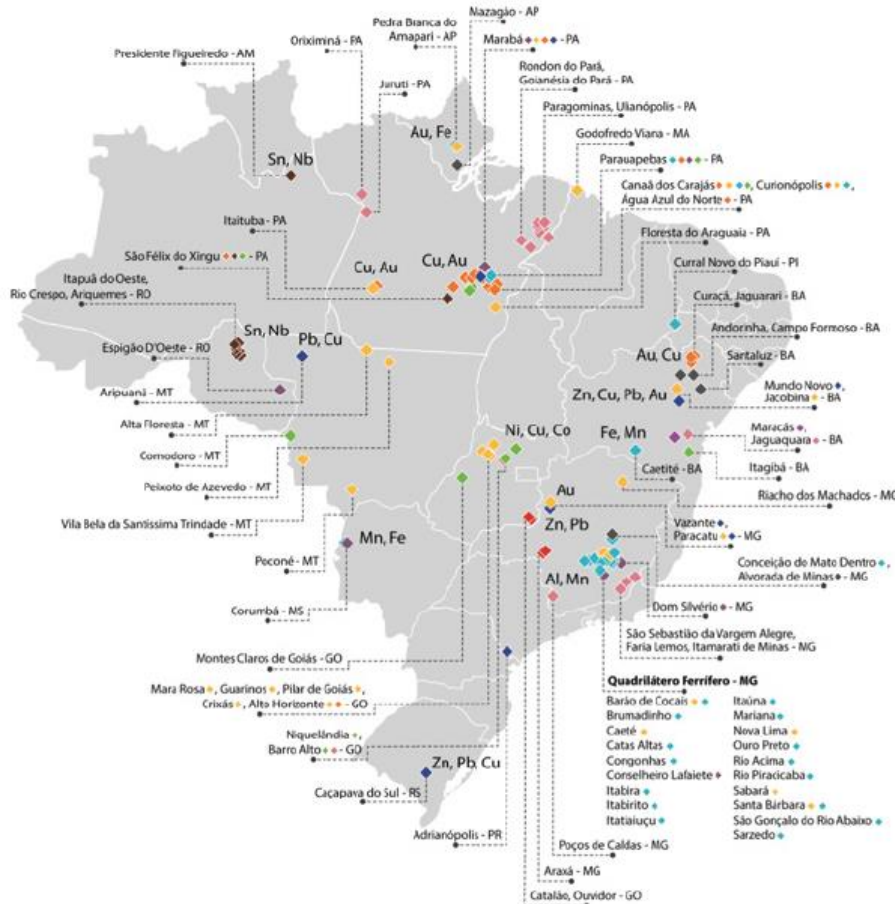 Mazagão - AP
Pedra Branca do
Amapari - AP
Oriximiná - PA
Marabá - PA
Presidente Figueiredo - AM
Rondon do Pará,
Goianésia do Pará - PA
Juruti - PA
Paragominas, Ulianópolis - PA
Au, Fe
Godofredo Viana - MA
Sn, Nb
Parauapebas - PA
Canaã dos Carajás, Curionópolis,
Água Azul do Norte - PA
Itaituba - PA
Floresta do Araguaia - PA
São Félix do Xingu - PA
Cu, Au
Cu, Au
Curral Novo do Piauí - PI
Itapuã do Oeste,
Rio Crespo, Ariquemes - RO
Curaçá, Jaguarari - BA
Sn, Nb
Andorinha, Campo Formoso - BA
Pb, Cu
Au, Cu
Espigão D'Oeste - RO
Santaluz - BA
Zn, Cu, Pb, Au
Mundo Novo,
Jacobina - BA
Aripuanã - MT
Alta Floresta - MT
Ni, Cu, Co
Fe, Mn
Maracás,
Jaguaquara - BA
Comodoro - MT
Caetité - BA
Itagibá - BA
Peixoto de Azevedo - MT
Au
Riacho dos Machados - MG
Vila Bela da Santíssima Trindade - MT
Zn, Pb
Vazante,
Paracatu - MG
Mn, Fe
Poconé - MT
Conceição do Mato Dentro,
Alvorada de Minas - MG
Al, Mn
Dom Silvério - MG
Corumbá - MS
São Sebastião da Vargem Alegre,
Faria Lemos, Itamarati de Minas - MG
Montes Claros de Goiás - GO
Quadrilátero Ferrífero - MG
Mara Rosa, Guarinos, Pilar de Goiás,
Crixás, Alto Horizonte - GO
Barão de Cocais
Brumadinho
Caeté
Catas Altas
Congonhas
Conselheiro Lafaiete
Itabira
Itabirito
Itatiaiuçu
Itaúna
Mariana
Nova Lima
Ouro Preto
Rio Acima
Rio Piracicaba
Sabará
Santa Bárbara
São Gonçalo do Rio Abaixo
Sarzedo
Niquelândia,
Barro Alto - GO
Zn, Pb, Cu
Caçapava do Sul - RS
Adrianópolis - PR
Poços de Caldas - MG
Araxá - MG
Catalão, Ouvidor - GO